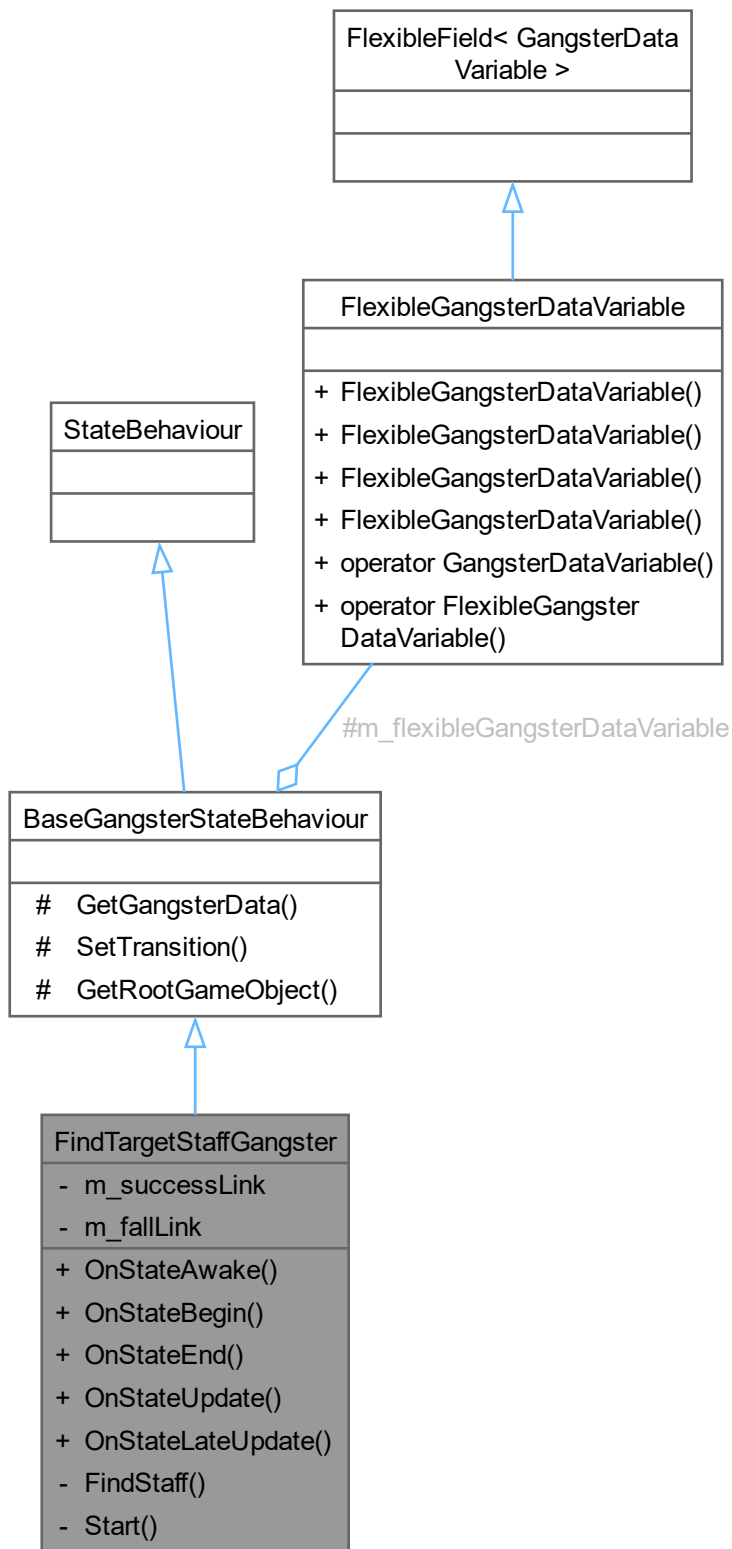 FlexibleField< GangsterData
Variable >
FlexibleGangsterDataVariable
+ FlexibleGangsterDataVariable()
+ FlexibleGangsterDataVariable()
+ FlexibleGangsterDataVariable()
+ FlexibleGangsterDataVariable()
+ operator GangsterDataVariable()
+ operator FlexibleGangster
DataVariable()
StateBehaviour
#m_flexibleGangsterDataVariable
BaseGangsterStateBehaviour
# GetGangsterData()
# SetTransition()
# GetRootGameObject()
FindTargetStaffGangster
- m_successLink
- m_fallLink
+ OnStateAwake()
+ OnStateBegin()
+ OnStateEnd()
+ OnStateUpdate()
+ OnStateLateUpdate()
- FindStaff()
- Start()